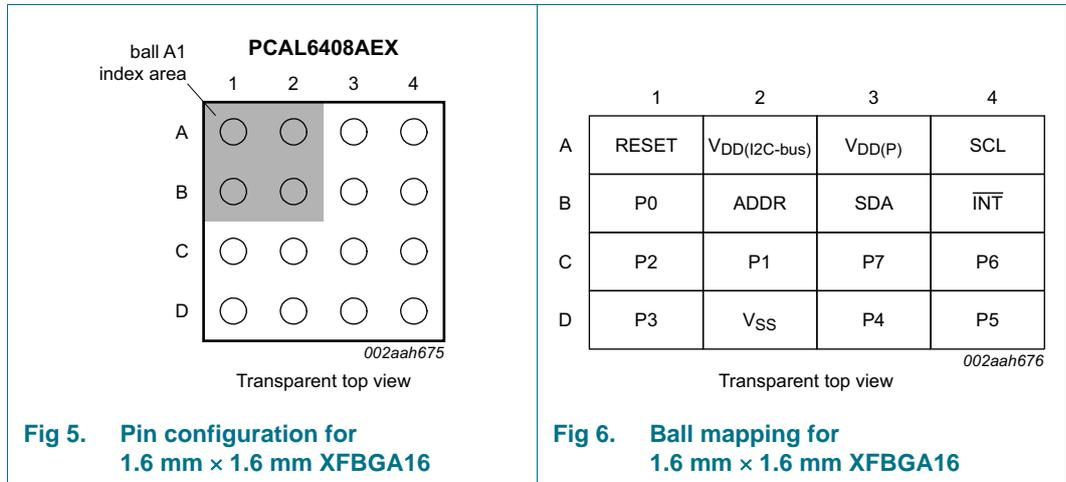 ball A1
index area
PCAL6408AEX
1 2 3 4
A
B
C
D
002aah675
Transparent top view
Fig 5. Pin configuration for
1.6 mm × 1.6 mm XFBGA16
1 2 3 4
A RESET VDD(I2C-bus) VDD(P) SCL
B P0 ADDR SDA INT
C P2 P1 P7 P6
D P3 VSS P4 P5
002aah676
Transparent top view
Fig 6. Ball mapping for
1.6 mm × 1.6 mm XFBGA16